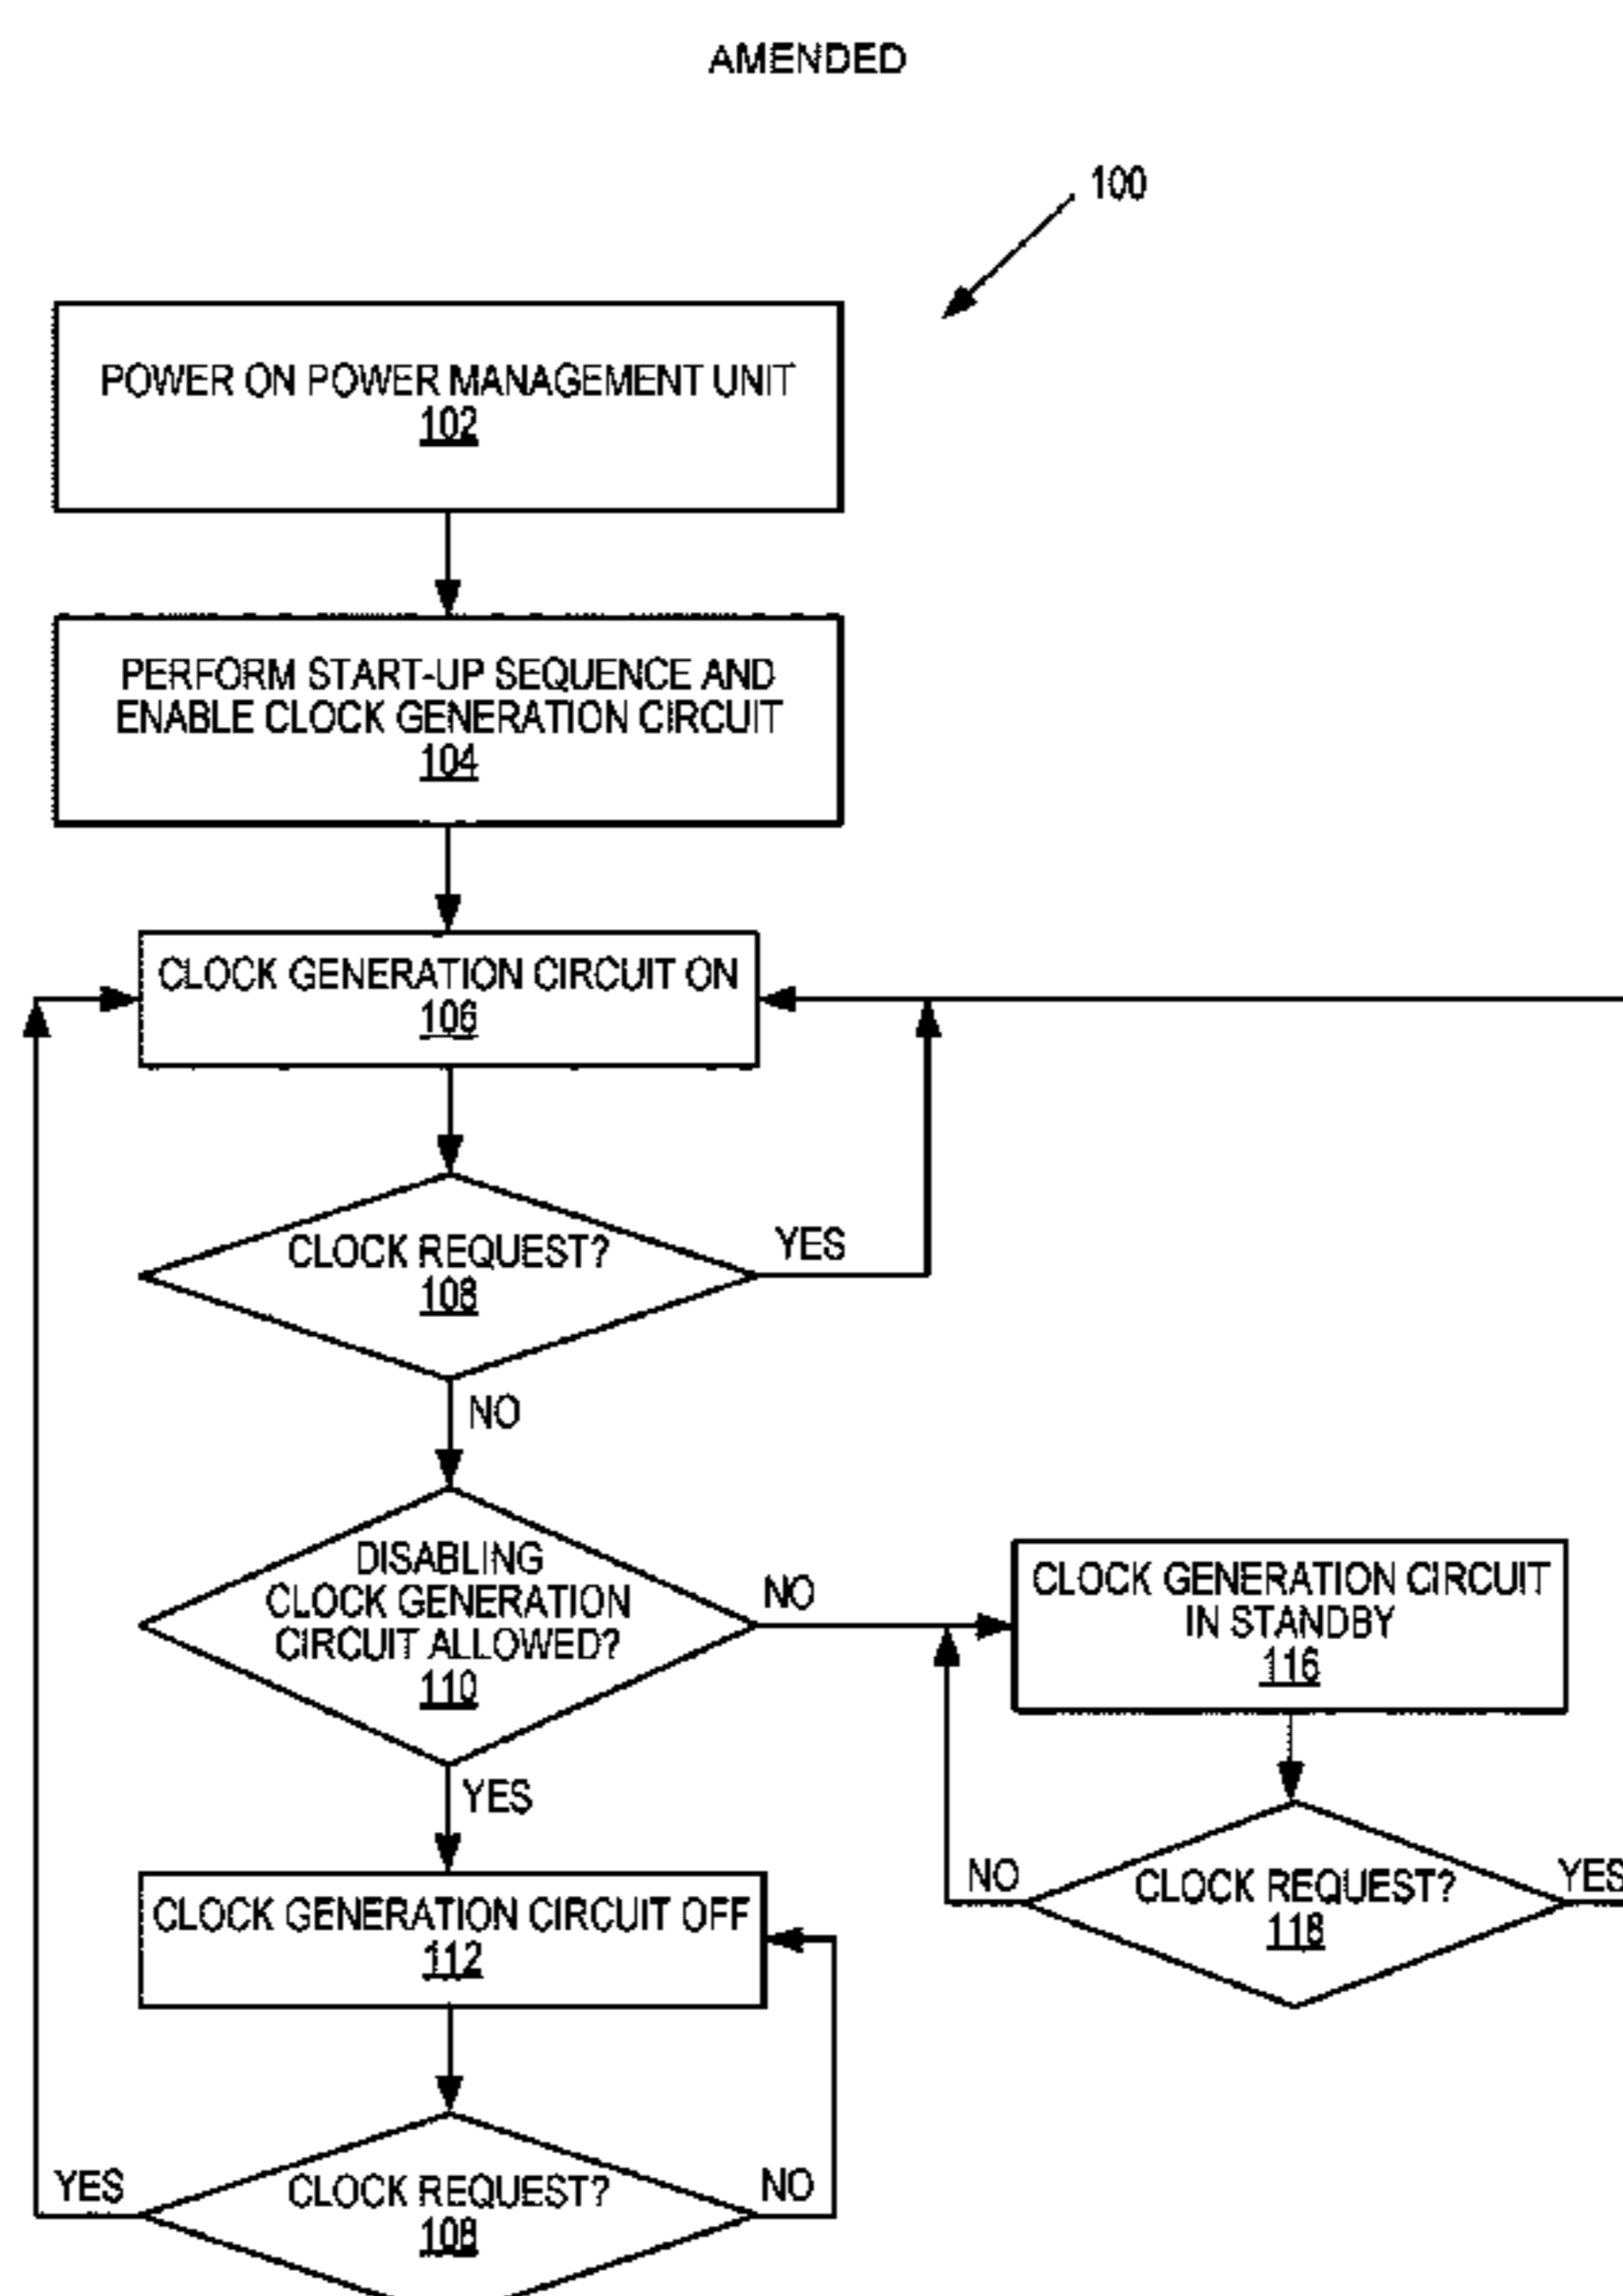 AMENDED
100
POWER ON POWER MANAGEMENT UNIT
102
PERFORM START-UP SEQUENCE AND
ENABLE CLOCK GENERATION CIRCUIT
104
CLOCK GENERATION CIRCUIT ON
106
CLOCK REQUEST?
108
YES
NO
DISABLING
CLOCK GENERATION
CIRCUIT ALLOWED?
110
NO
CLOCK GENERATION CIRCUIT
IN STANDBY
116
YES
CLOCK GENERATION CIRCUIT OFF
112
NO
CLOCK REQUEST?
118
YES
YES
CLOCK REQUEST?
108
NO